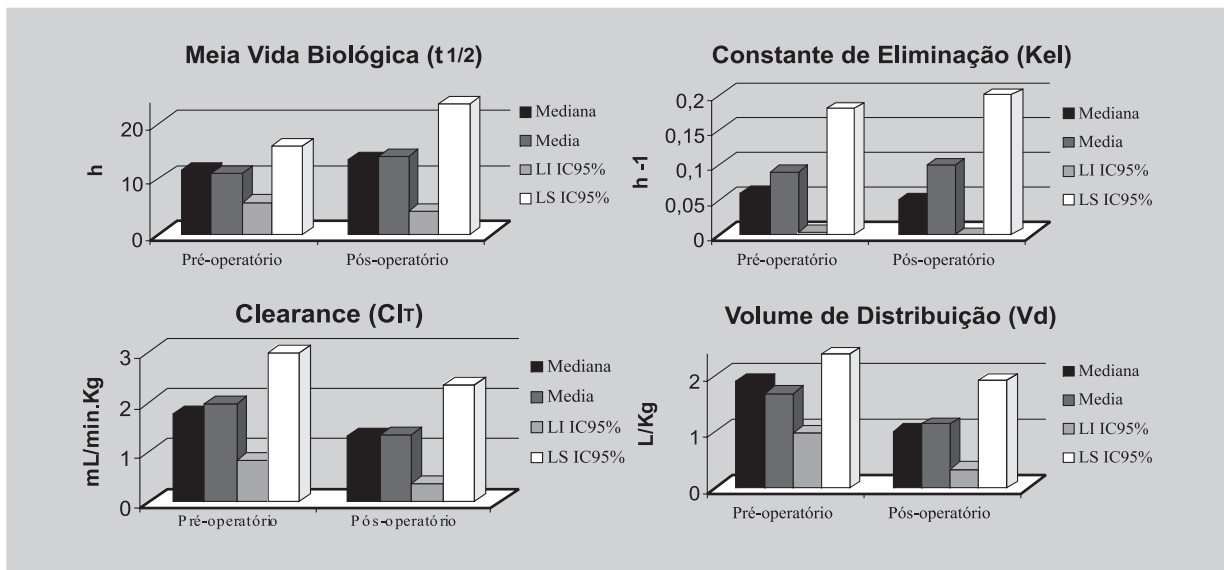 Meia Vida Biológica (t 1/2)
20
10
0
h
Pré-operatório
Pós-operatório
Mediana
Media
LI IC95%
LS IC95%
Constante de Eliminação (Kel)
0,2
0,15
0,1
0,05
0
h -1
Pré-operatório
Pós-operatório
Mediana
Media
LI IC95%
LS IC95%
Clearance (ClT)
3
2
1
0
mL/min.Kg
Pré-operatório
Pós-operatório
Mediana
Media
LI IC95%
LS IC95%
Volume de Distribuição (Vd)
2
1
0
L/Kg
Pré-operatório
Pós-operatório
Mediana
Media
LI IC95%
LS IC95%